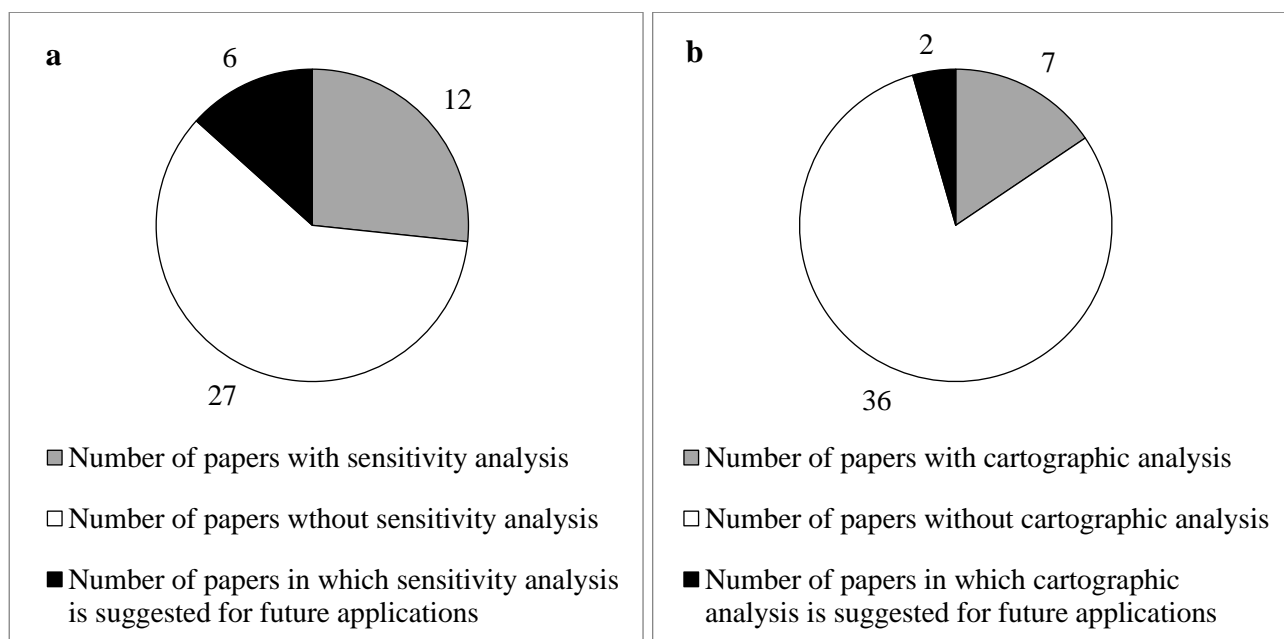 a
6
12
27
Number of papers with sensitivity analysis
Number of papers wthout sensitivity analysis
Number of papers in which sensitivity analysis
is suggested for future applications
b
2
7
36
Number of papers with cartographic analysis
Number of papers without cartographic analysis
Number of papers in which cartographic
analysis is suggested for future applications